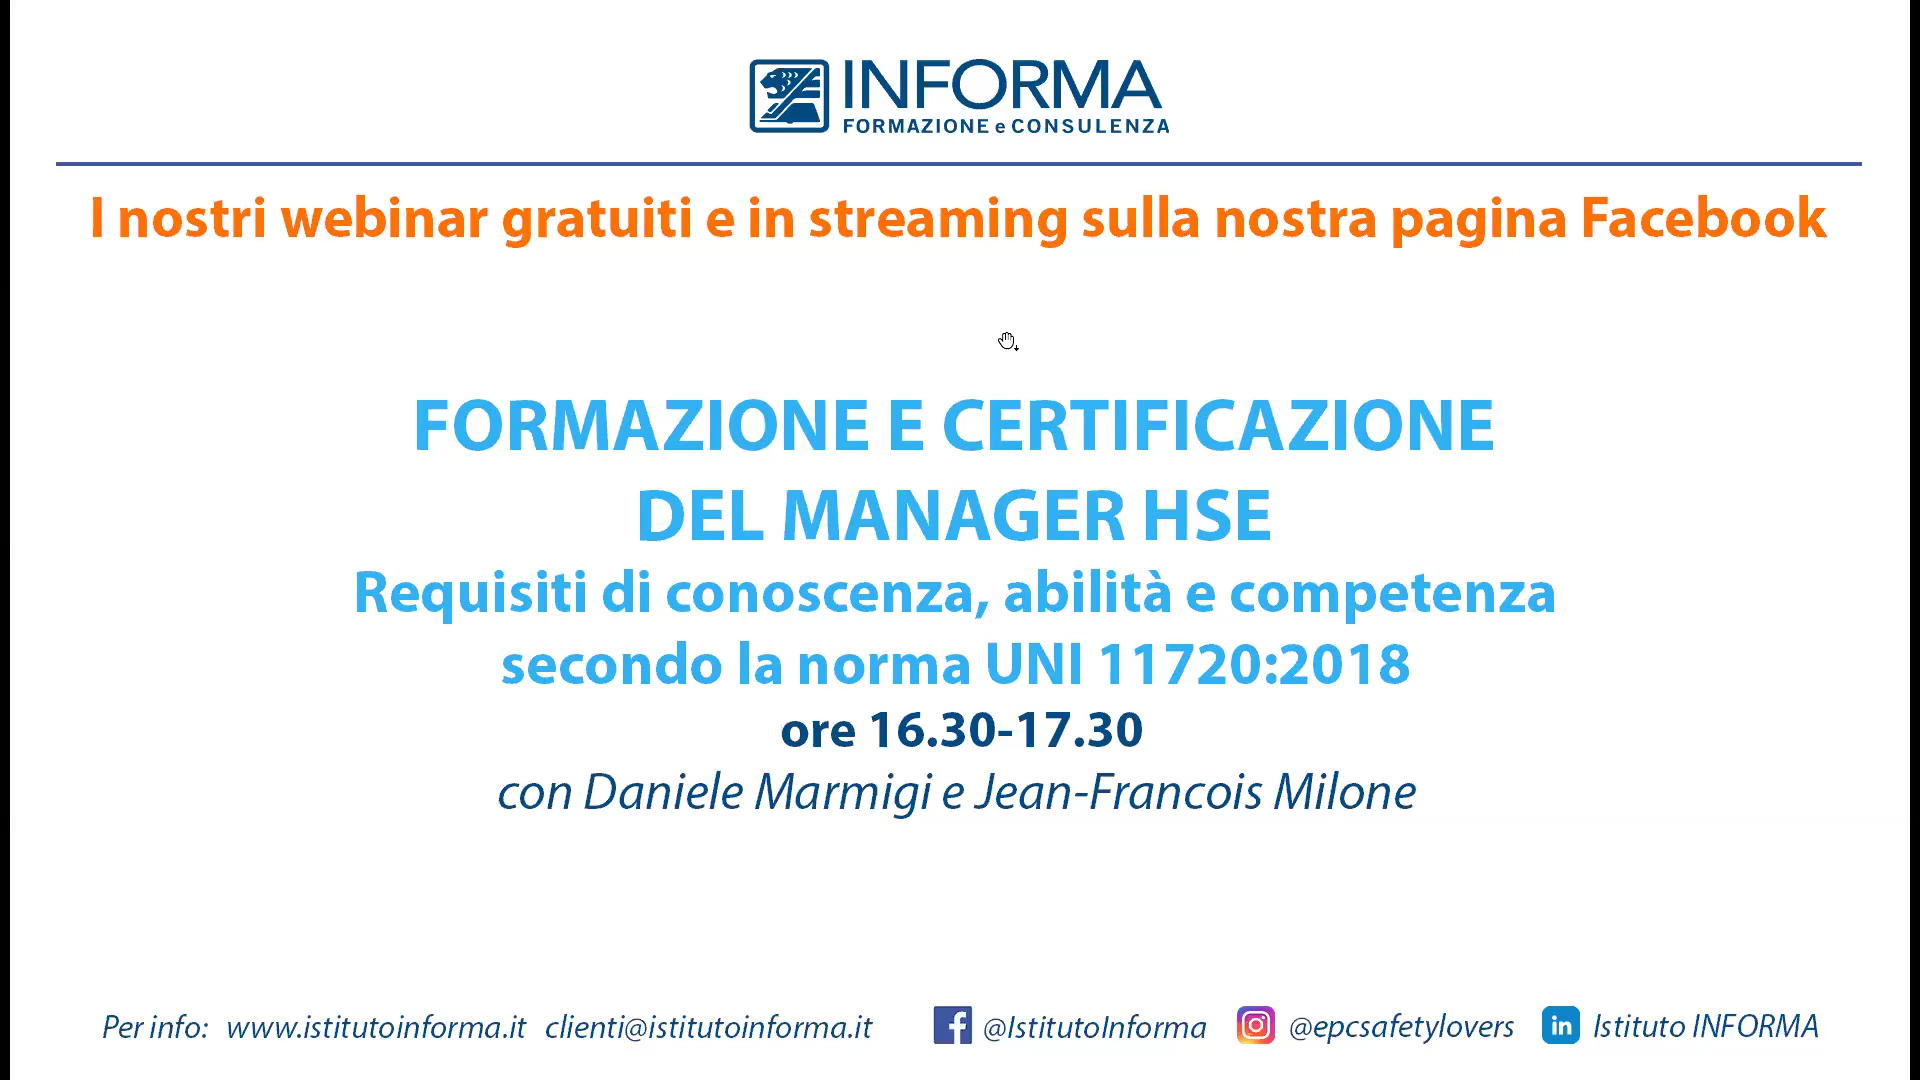 INFORMA
FORMAZIONE e CONSULENZA
I nostri webinar gratuiti e in streaming sulla nostra pagina Facebook
FORMAZIONE E CERTIFICAZIONE
DEL MANAGER HSE
Requisiti di conoscenza, abilità e competenza
secondo la norma UNI 11720:2018
ore 16.30-17.30
con Daniele Marmigi e Jean-Francois Milone
Per info: www.istitutoinforma.it clienti@istitutoinforma.it @IstitutoInforma @epcsafetylovers Istituto INFORMA